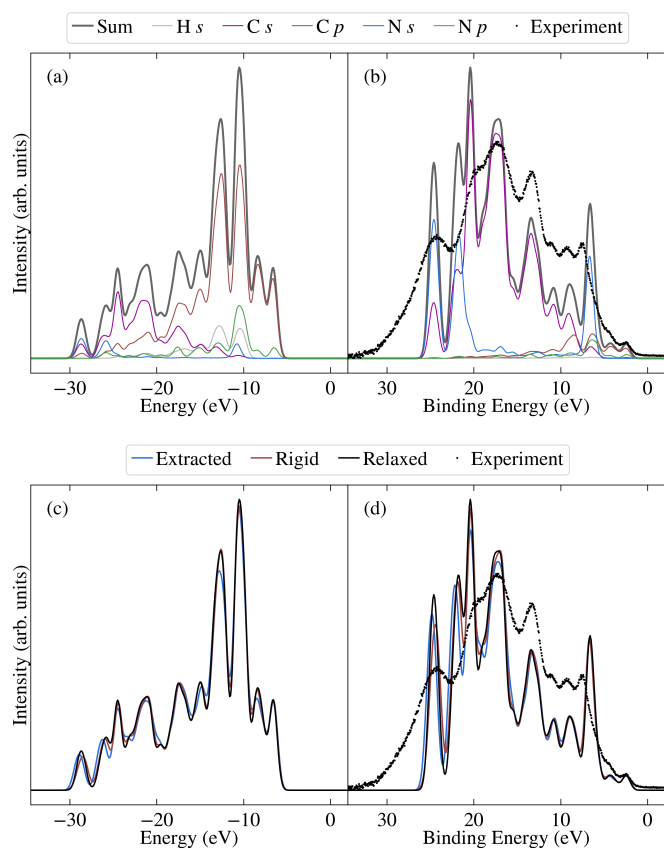 Sum H s C s C p N s N p Experiment
(a) (b)
Intensity (arb. units)
−30 −20 −10 0 30 20 10 0
Energy (eV) Binding Energy (eV)
Extracted Rigid Relaxed Experiment
(c) (d)
Intensity (arb. units)
−30 −20 −10 0 30 20 10 0
Energy (eV) Binding Energy (eV)